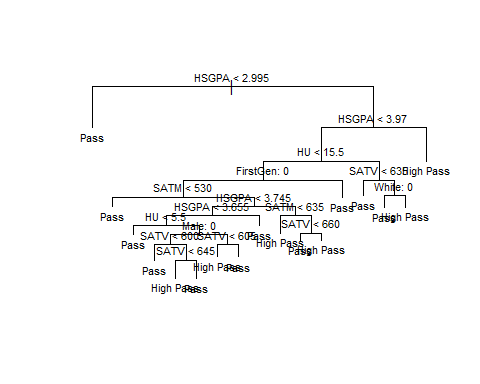 HSGPA < 2.995
Pass
HSGPA < 3.97
HU < 15.5
High Pass
FirstGen: 0
SATV < 635
SATM < 530
Pass
Pass
White: 0
Pass
High Pass
Pass
HSGPA < 3.745
HSGPA < 3.655
SATM < 635
HU < 5.5
Pass
SATV < 660
Pass
Male: 0
High Pass
Pass
High Pass
SATV < 600
SATV < 605
Pass
SATV < 645
High Pass
Pass
High Pass
Pass